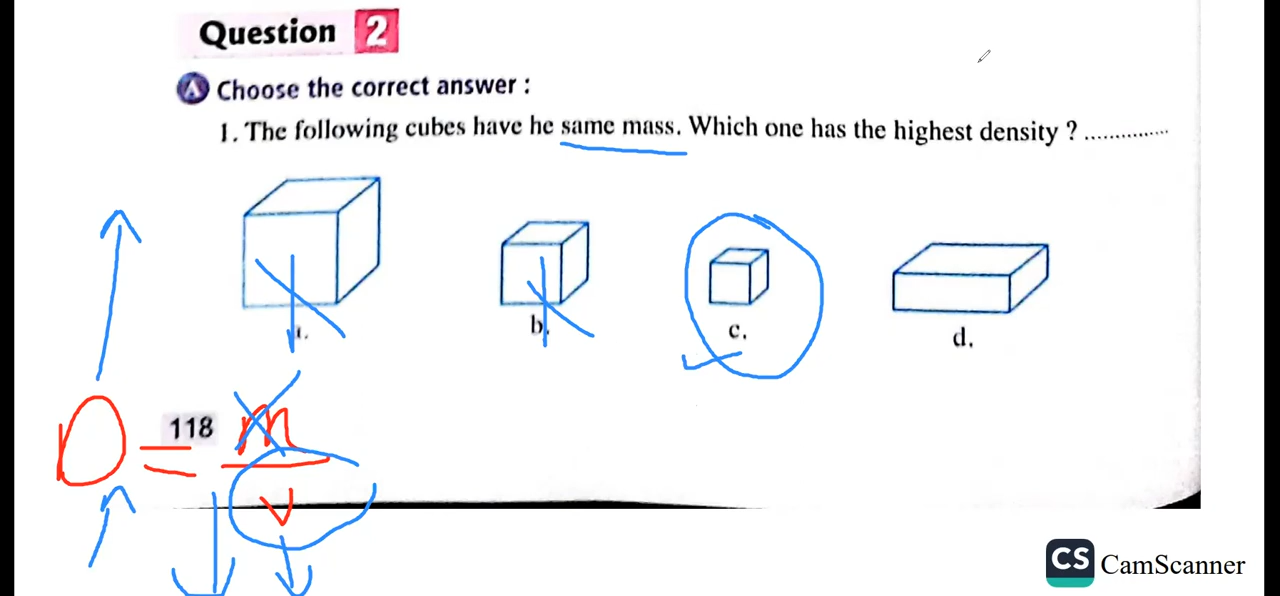 Question 2
A Choose the correct answer :
1. The following cubes have he same mass. Which one has the highest density ? ..............
b. c. d.
D = m
118
v
CS CamScanner